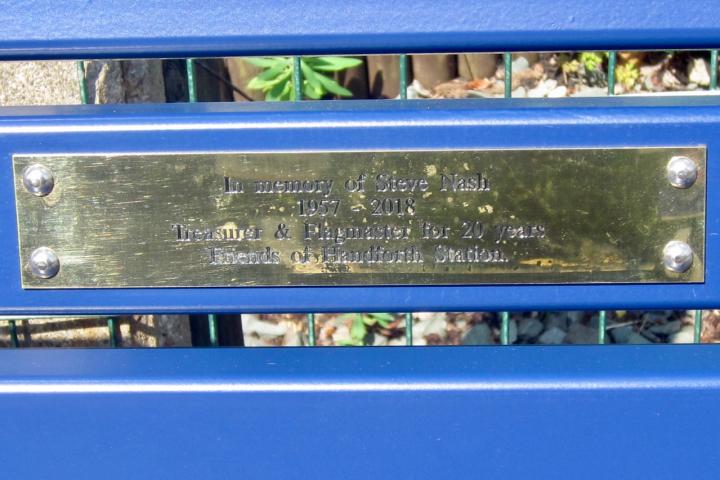 In memory of Steve Nash
1957 - 2018
Treasurer & Flagmaster for 20 years
Friends of Handforth Station.